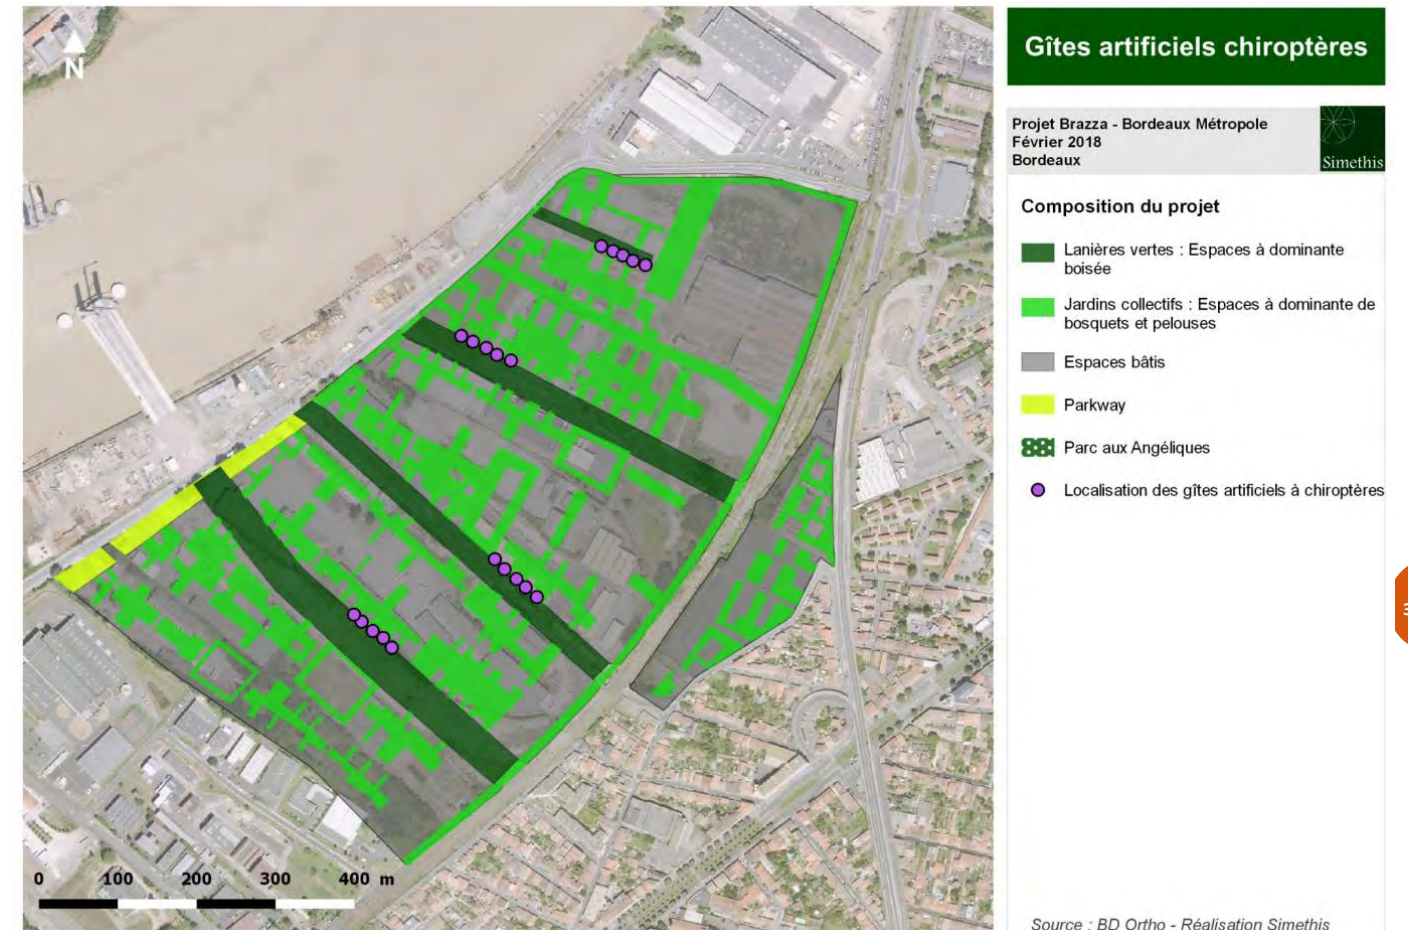 N
0 100 200 300 400 m
Gîtes artificiels chiroptères
Projet Brazza - Bordeaux Métropole
Février 2018
Bordeaux
Simethis
Composition du projet
Lanières vertes : Espaces à dominante
boisée
Jardins collectifs : Espaces à dominante de
bosquets et pelouses
Espaces bâtis
Parkway
Parc aux Angéliques
Localisation des gîtes artificiels à chiroptères
Source : BD Ortho - Réalisation Simethis